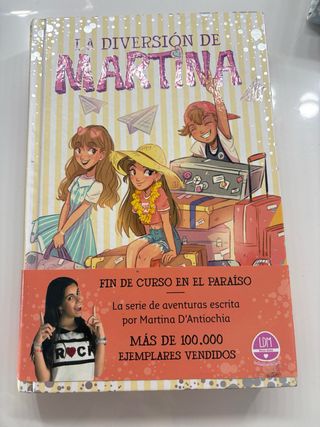 LA DIVERSIÓN DE
MARTINA
FIN DE CURSO EN EL PARAÍSO
La serie de aventuras escrita
por Martina D'Antiochia
MÁS DE 100.000
EJEMPLARES VENDIDOS
LDM
ROCK